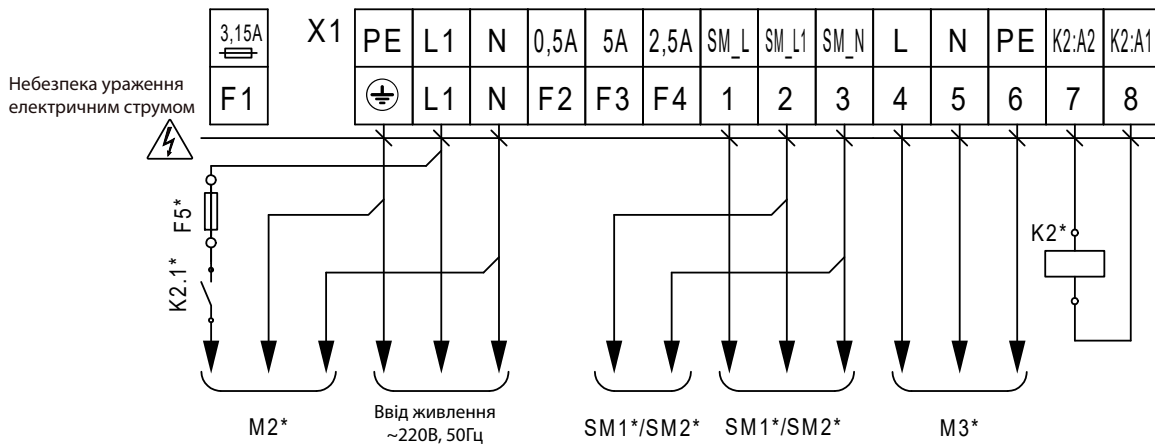 3,15A X1 PE L1 N 0,5A 5A 2,5A SM_L SM_L1 SM_N L N PE K2:A2 K2:A1
F1 L1 N F2 F3 F4 1 2 3 4 5 6 7 8
Небезпека ураження
електричним струмом
F5*
K2.1*
K2*
M2*
Ввід живлення
~220В, 50Гц
SM1*/SM2*
SM1*/SM2*
M3*